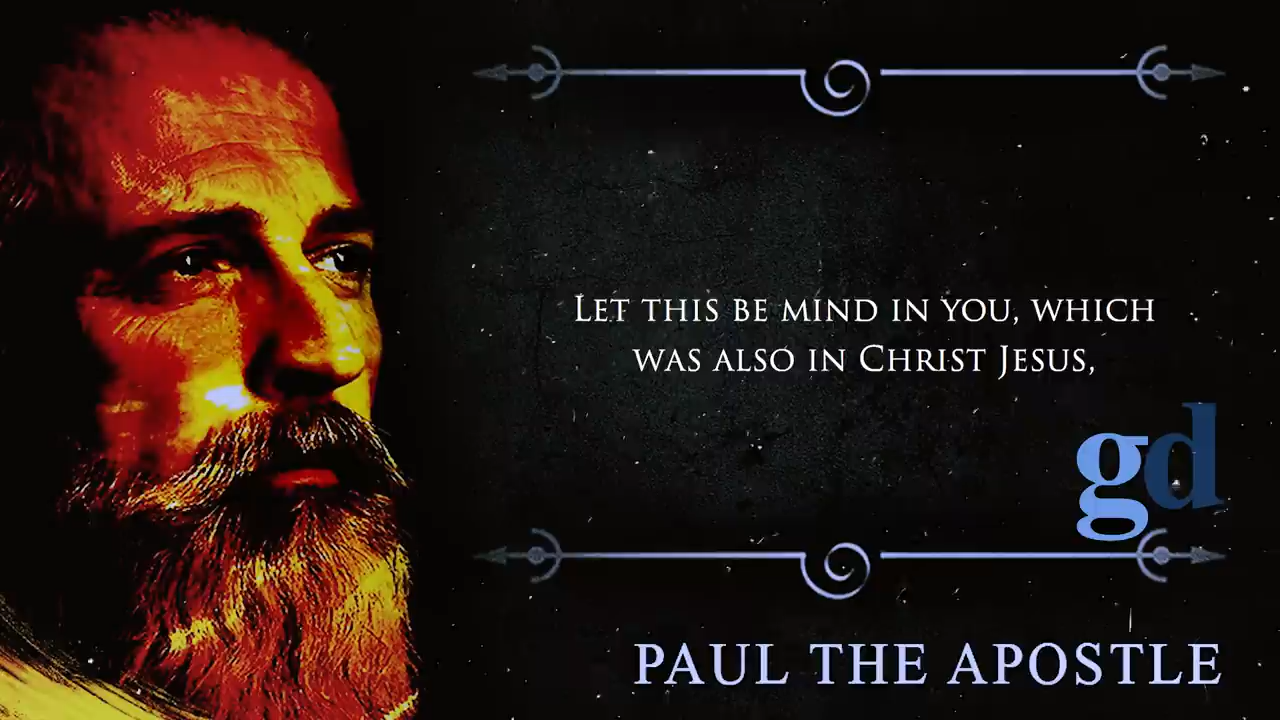 Let this be mind in you, which
was also in Christ Jesus,
gd
PAUL THE APOSTLE